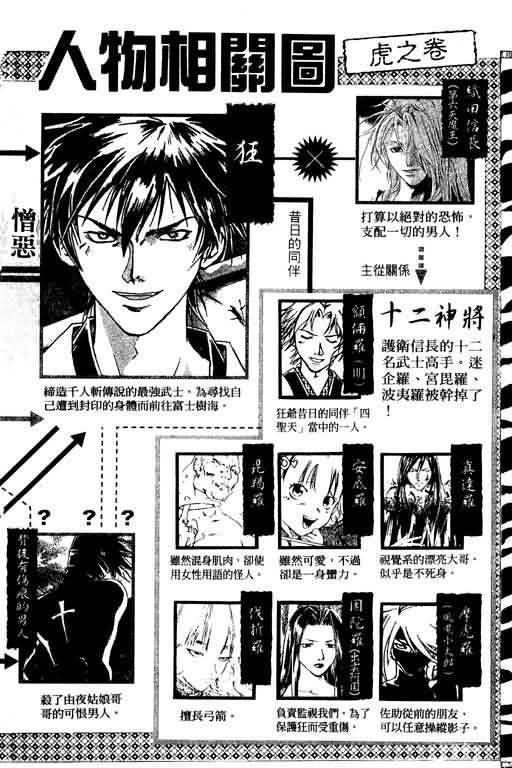 人物相關圖
虎之卷
織田信長
(第六天魔王)
打算以絕對的恐怖，
支配一切的男人！
主從關係
狂
憎惡
昔日的同伴
締造千人斬傳說的最強武士，為尋找自
己遭到封印的身體而前往富士樹海。
十二神將
護衛信長的十二
名武士高手。迷
企羅、宮毘羅、
波夷羅被幹掉了
！
頞儞羅(明)
狂爺昔日的同伴「四
聖天」當中的一人。
毘羯羅
雖然混身肌肉，卻使
用女性用語的怪人。
安底羅
雖然可愛，不過
卻是一身蠻力。
真達羅
視覺系的漂亮大哥。
似乎是不死身。
? ? ?
背後有傷痕的男人
殺了由夜姑娘哥
哥的可恨男人。
伐折羅
擅長弓箭。
因陀羅
(出雲阿國)
負責監視我們，為了
保護狂而受重傷。
摩虎羅
佐助從前的朋友，
可以任意操縱影子。